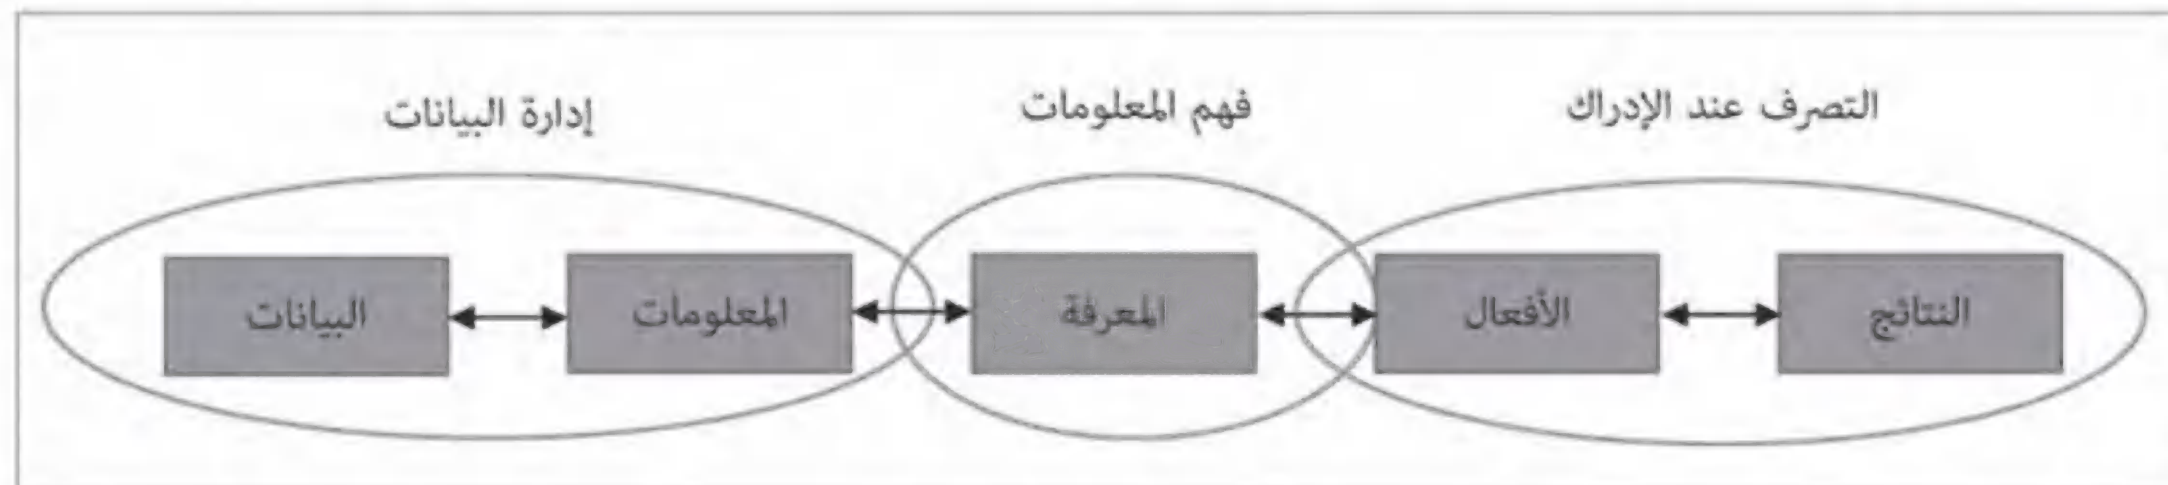 التصرف عند الإدراك
فهم المعلومات
إدارة البيانات
النتائج
الأفعال
المعرفة
المعلومات
البيانات